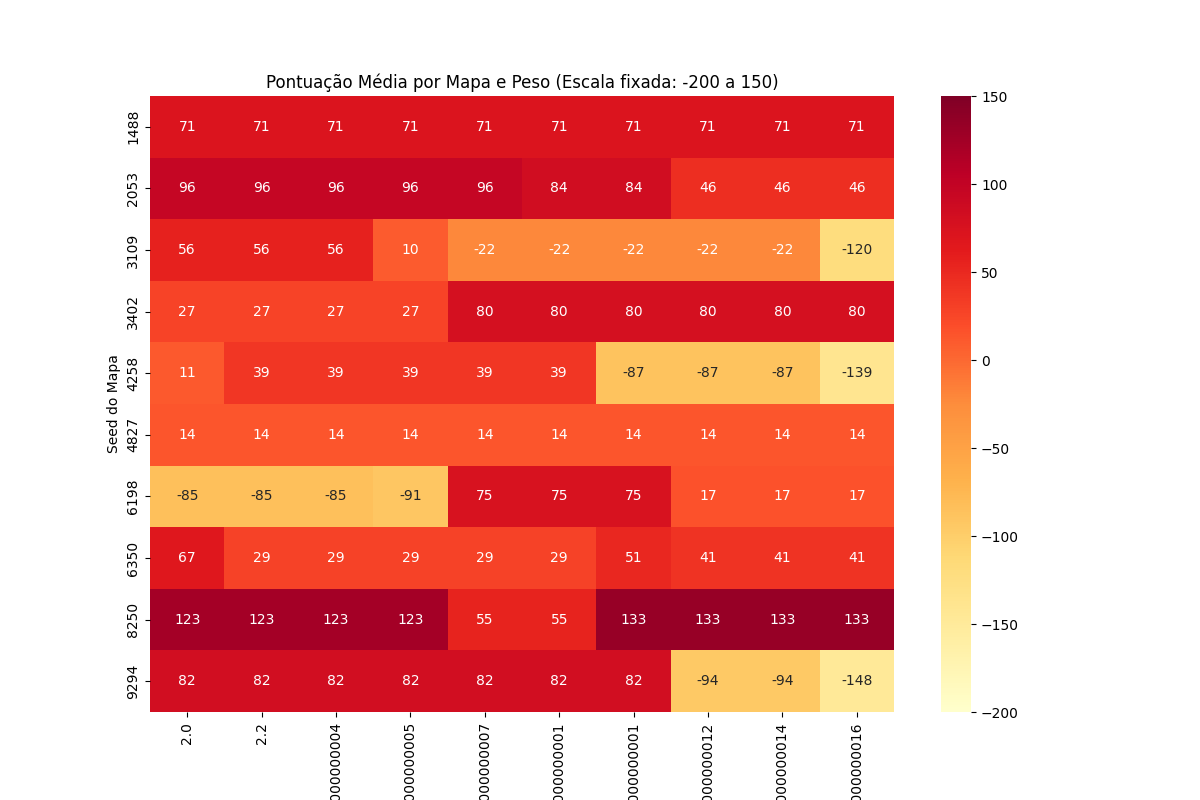 Pontuação Média por Mapa e Peso (Escala fixada: -200 a 150)
Seed do Mapa
1488 71 71 71 71 71 71 71 71 71 71
2053 96 96 96 96 96 84 84 46 46 46
3109 56 56 56 10 -22 -22 -22 -22 -22 -120
3402 27 27 27 27 80 80 80 80 80 80
4258 11 39 39 39 39 39 -87 -87 -87 -139
4827 14 14 14 14 14 14 14 14 14 14
6198 -85 -85 -85 -91 75 75 75 17 17 17
6350 67 29 29 29 29 29 51 41 41 41
8250 123 123 123 123 55 55 133 133 133 133
9294 82 82 82 82 82 82 82 -94 -94 -148
2.0 2.2
150
100
50
0
−50
−100
−150
−200